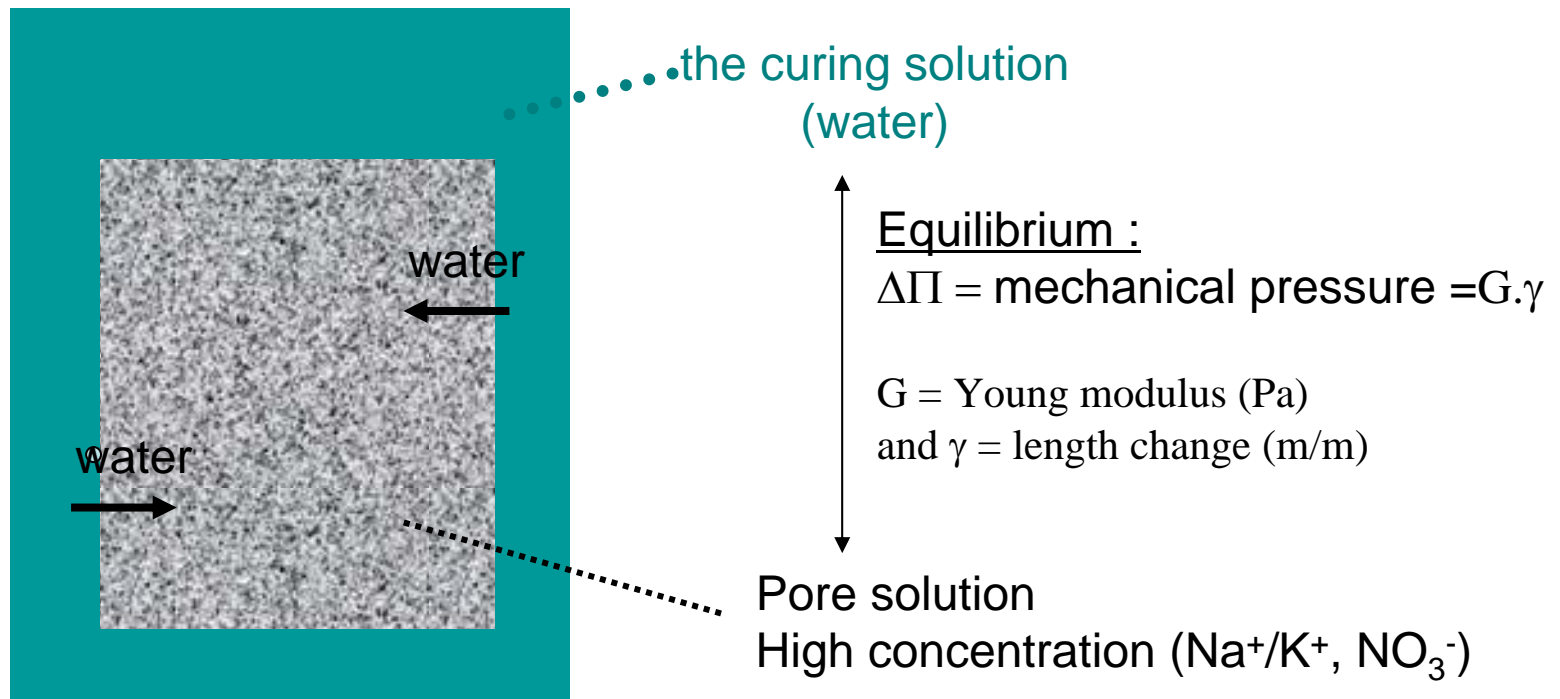 the curing solution
(water)
water
Equilibrium :
ΔΠ = mechanical pressure =G.γ
G = Young modulus (Pa)
and γ = length change (m/m)
water
Pore solution
High concentration (Na⁺/K⁺, NO₃⁻)